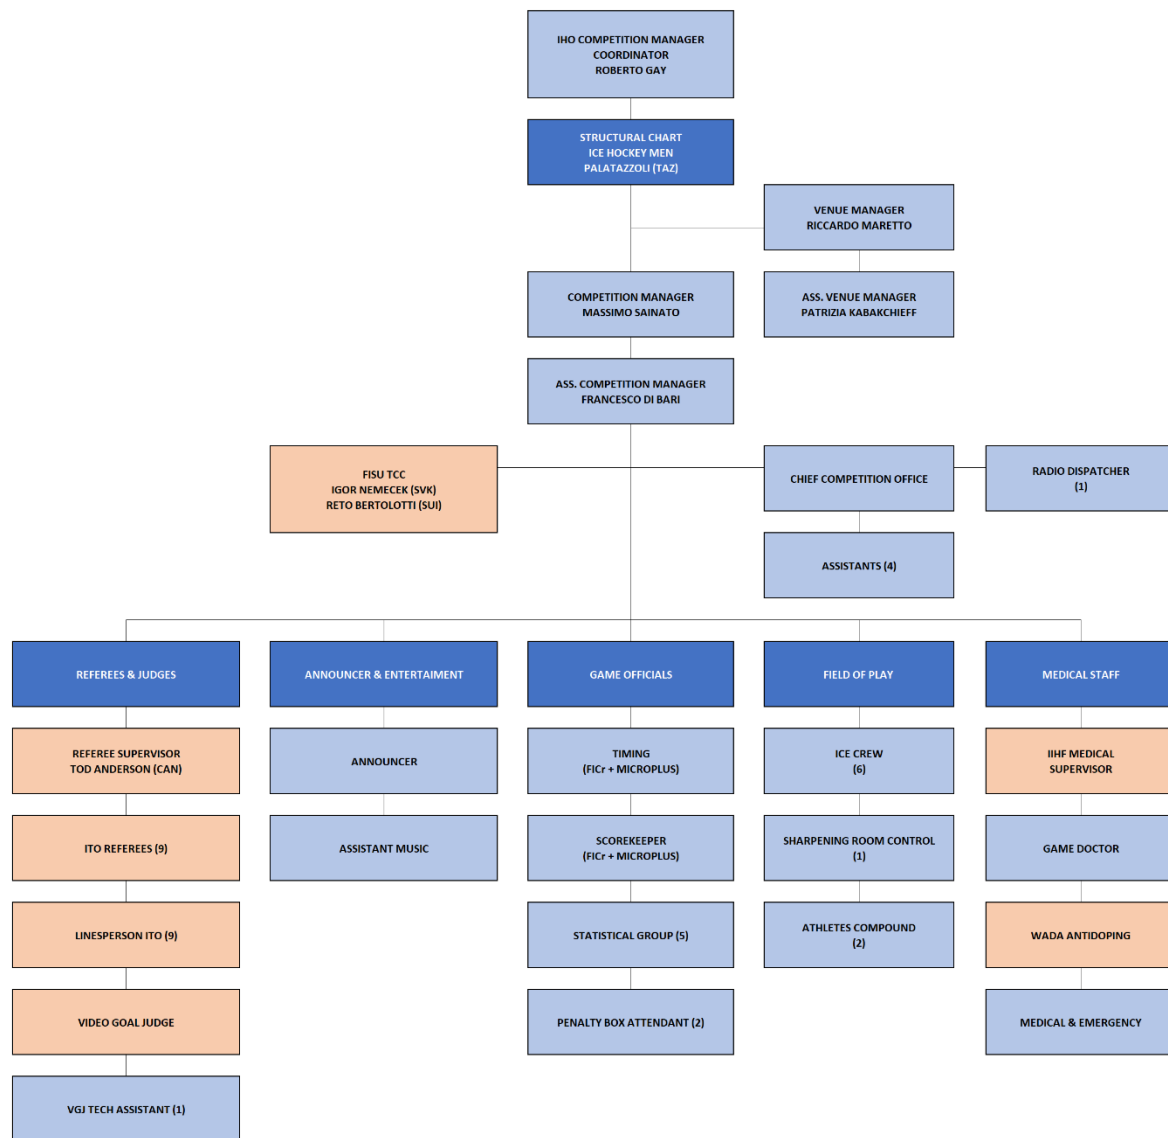 IHO COMPETITION MANAGER
COORDINATOR
ROBERTO GAY
STRUCTURAL CHART
ICE HOCKEY MEN
PALATAZZOLI (TAZ)
VENUE MANAGER
RICCARDO MARETTO
COMPETITION MANAGER
MASSIMO SAINATO
ASS. VENUE MANAGER
PATRIZIA KABAKCHIEFF
ASS. COMPETITION MANAGER
FRANCESCO DI BARI
FISU TCC
IGOR NEMECEK (SVK)
RETO BERTOLOTTI (SUI)
CHIEF COMPETITION OFFICE
RADIO DISPATCHER
(1)
ASSISTANTS (4)
REFEREES & JUDGES
ANNOUNCER & ENTERTAIMENT
GAME OFFICIALS
FIELD OF PLAY
MEDICAL STAFF
REFEREE SUPERVISOR
TOD ANDERSON (CAN)
ANNOUNCER
TIMING
(FICr + MICROPLUS)
ICE CREW
(6)
IIHF MEDICAL
SUPERVISOR
ITO REFEREES (9)
ASSISTANT MUSIC
SCOREKEEPER
(FICr + MICROPLUS)
SHARPENING ROOM CONTROL
(1)
GAME DOCTOR
LINESPERSON ITO (9)
STATISTICAL GROUP (5)
ATHLETES COMPOUND
(2)
WADA ANTIDOPING
VIDEO GOAL JUDGE
PENALTY BOX ATTENDANT (2)
MEDICAL & EMERGENCY
VGJ TECH ASSISTANT (1)